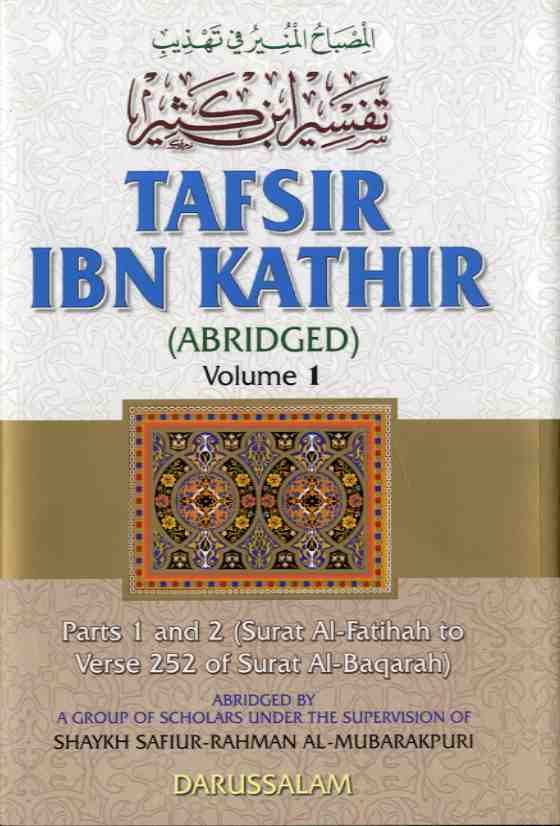 المصباح المنير في تهذيب
تفسير ابن كثير
TAFSIR
IBN KATHIR
(ABRIDGED)
Volume 1
Parts 1 and 2 (Surat Al-Fatihah to
Verse 252 of Surat Al-Baqarah)
ABRIDGED BY
A GROUP OF SCHOLARS UNDER THE SUPERVISION OF
SHAYKH SAFIUR-RAHMAN AL-MUBARAKPURI
DARUSSALAM